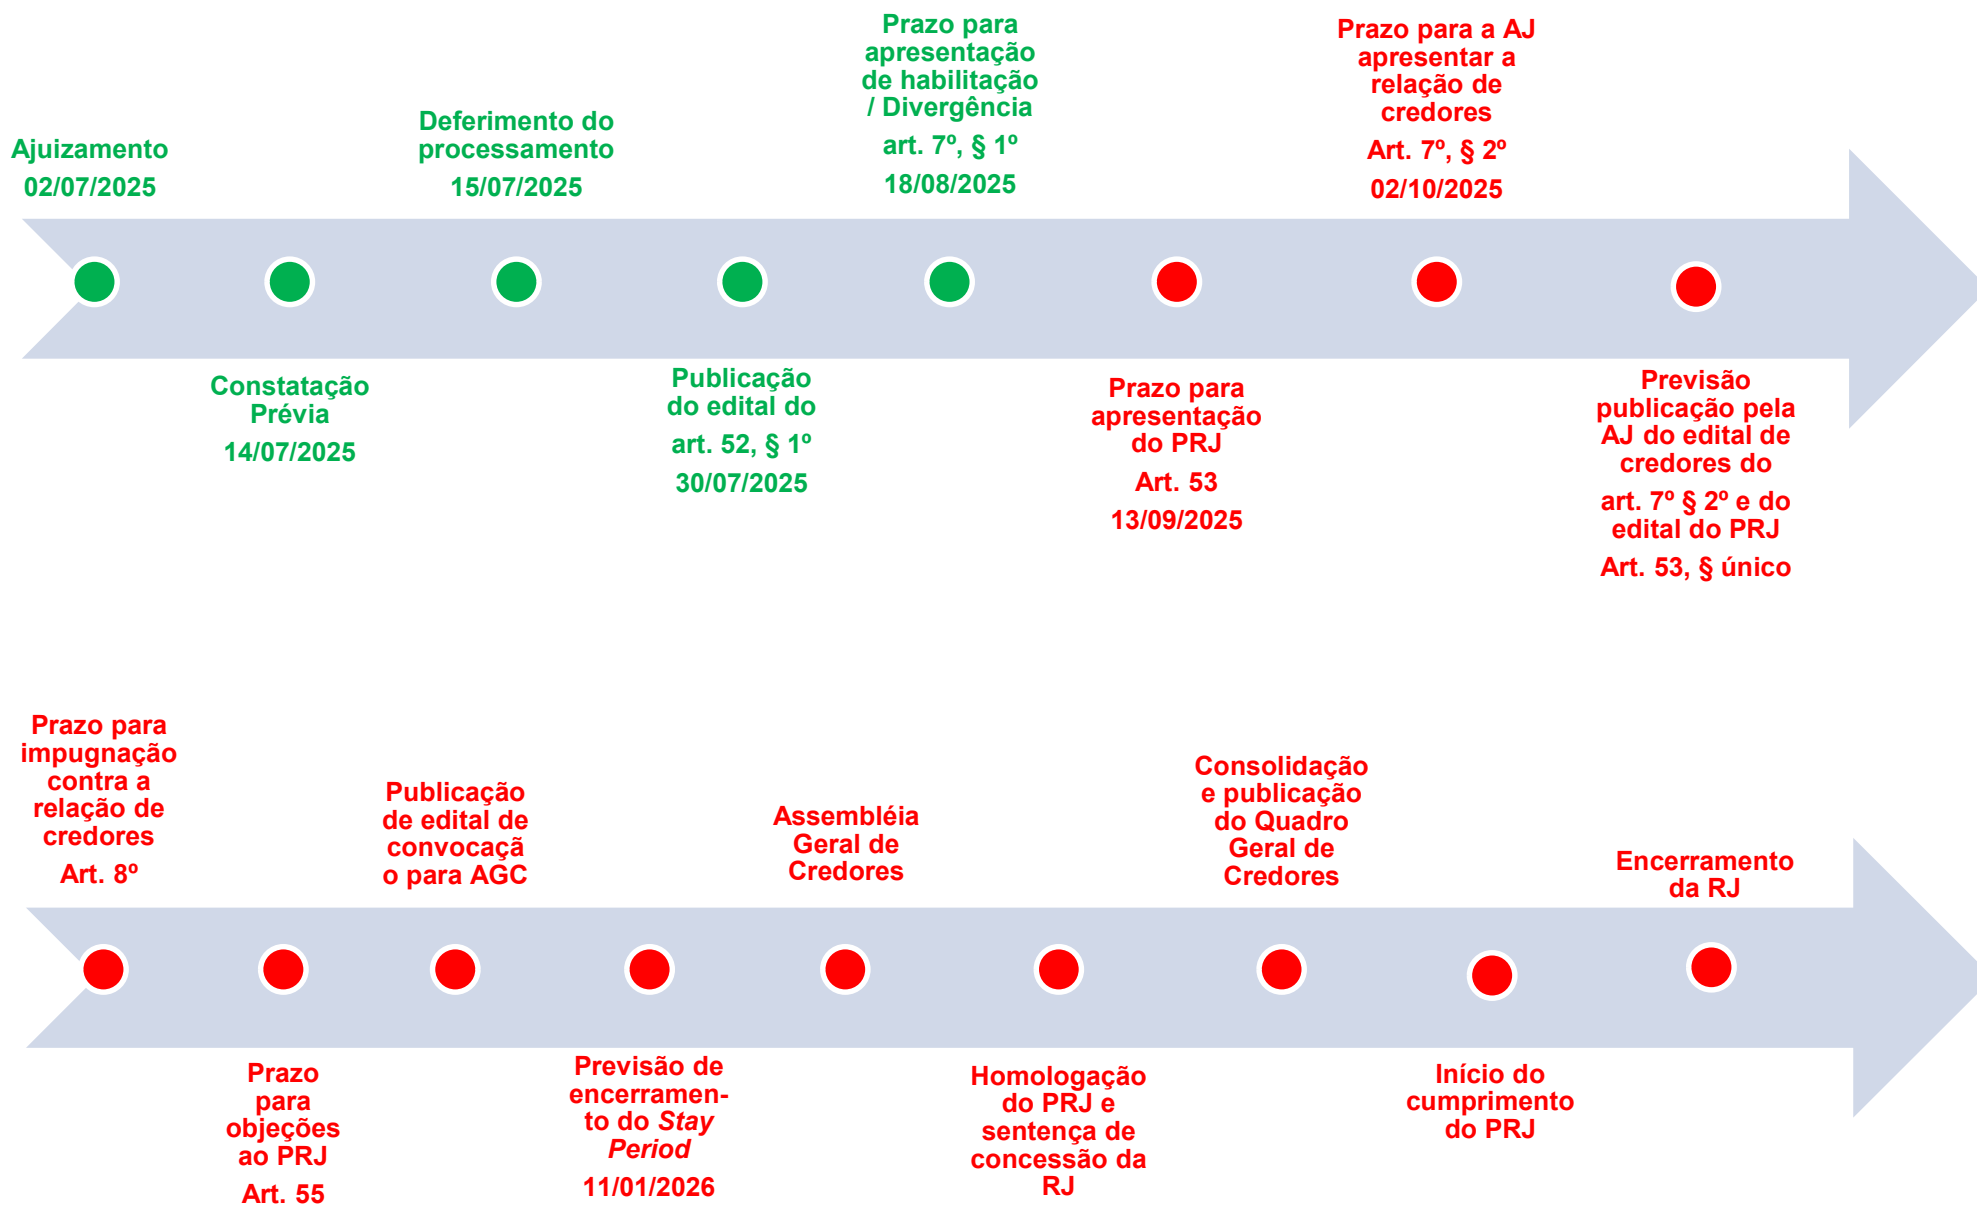 Ajuizamento
02/07/2025
Constatação
Prévia
14/07/2025
Deferimento do
processamento
15/07/2025
Publicação
do edital do
art. 52, § 1º
30/07/2025
Prazo para
apresentação
de habilitação
/ Divergência
art. 7º, § 1º
18/08/2025
Prazo para
apresentação
do PRJ
Art. 53
13/09/2025
Prazo para a AJ
apresentar a
relação de
credores
Art. 7º, § 2º
02/10/2025
Previsão
publicação pela
AJ do edital de
credores do
art. 7º § 2º e do
edital do PRJ
Art. 53, § único
Prazo para
impugnação
contra a
relação de
credores
Art. 8º
Prazo
para
objeções
ao PRJ
Art. 55
Publicação
de edital de
convocaçã
o para AGC
Previsão de
encerramen-
to do Stay
Period
11/01/2026
Assembléia
Geral de
Credores
Homologação
do PRJ e
sentença de
concessão da
RJ
Consolidação
e publicação
do Quadro
Geral de
Credores
Início do
cumprimento
do PRJ
Encerramento
da RJ